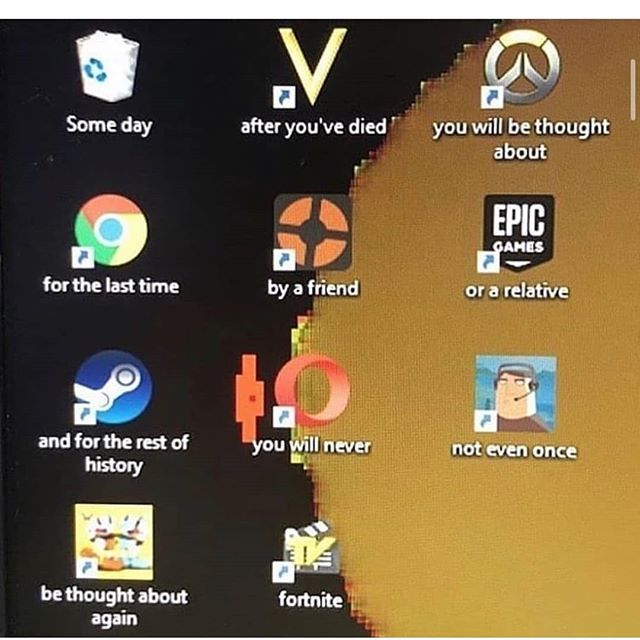 Some day
after you've died
you will be thought
about
for the last time
by a friend
EPIC
GAMES
or a relative
and for the rest of
history
you will never
not even once
be thought about
again
TV
fortnite